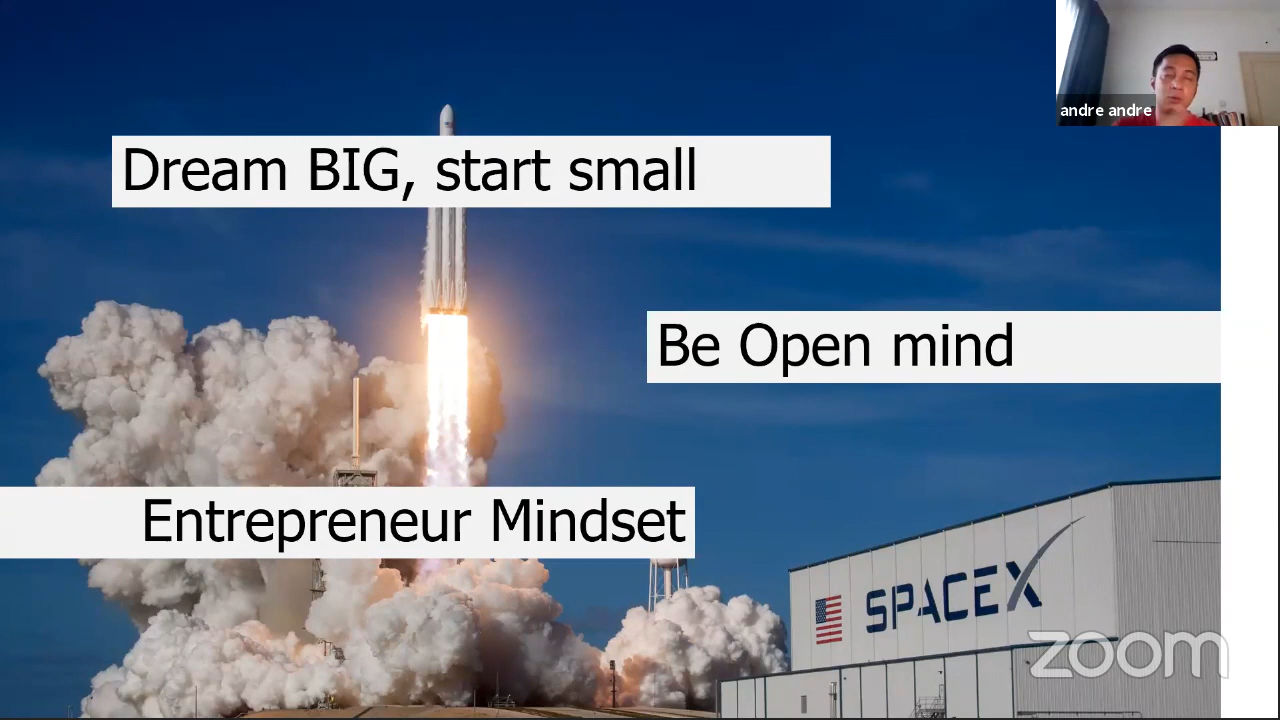 andre andre
Dream BIG, start small
Be Open mind
Entrepreneur Mindset
SPACEX
zoom